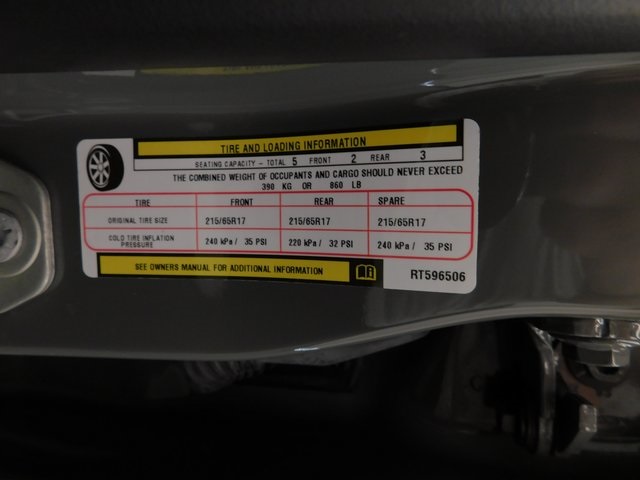 TIRE AND LOADING INFORMATION
SEATING CAPACITY - TOTAL 5 FRONT 2 REAR 3
THE COMBINED WEIGHT OF OCCUPANTS AND CARGO SHOULD NEVER EXCEED
390 KG OR 860 LB
TIRE FRONT REAR SPARE
ORIGINAL TIRE SIZE 215/65R17 215/65R17 215/65R17
COLD TIRE INFLATION PRESSURE 240 kPa / 35 PSI 220 kPa / 32 PSI 240 kPa / 35 PSI
SEE OWNERS MANUAL FOR ADDITIONAL INFORMATION
RT596506